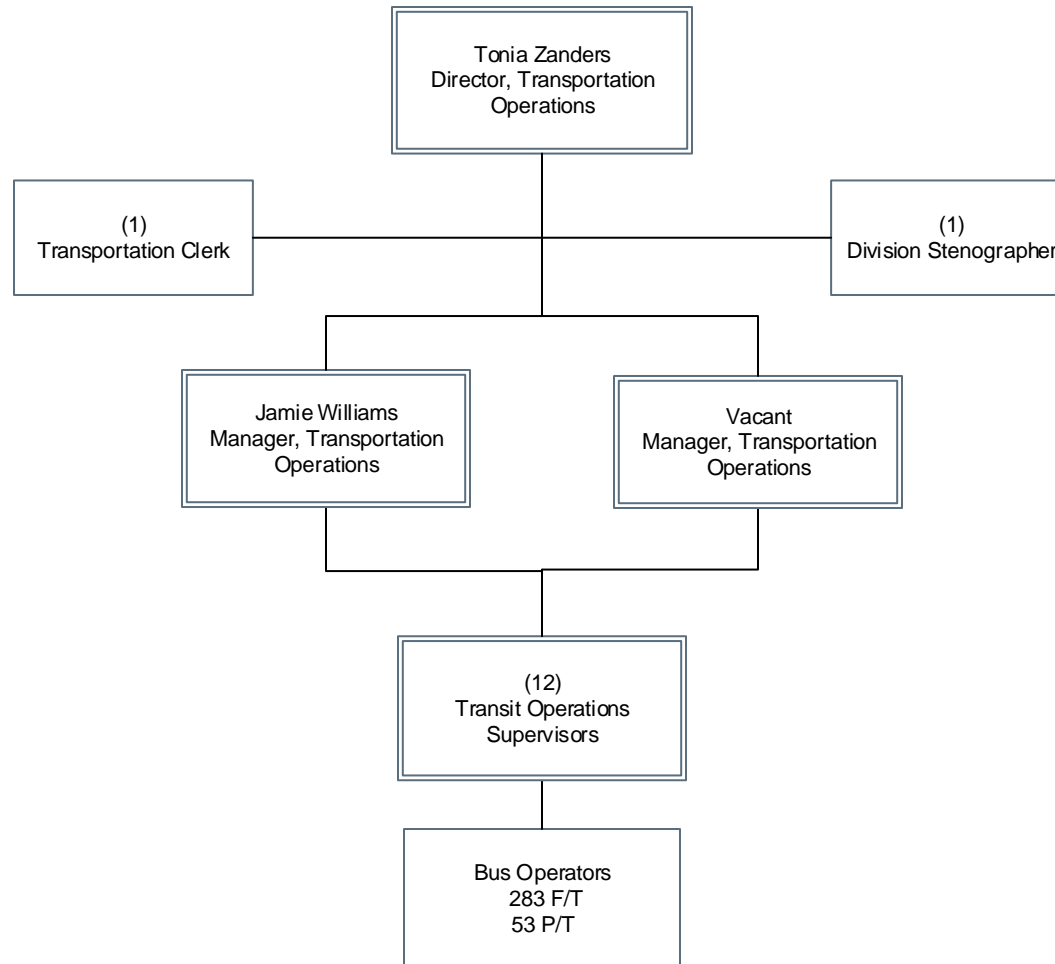 Tonia Zanders
Director, Transportation
Operations
(1)
Transportation Clerk
(1)
Division Stenographer
Jamie Williams
Manager, Transportation
Operations
Vacant
Manager, Transportation
Operations
(12)
Transit Operations
Supervisors
Bus Operators
283 F/T
53 P/T